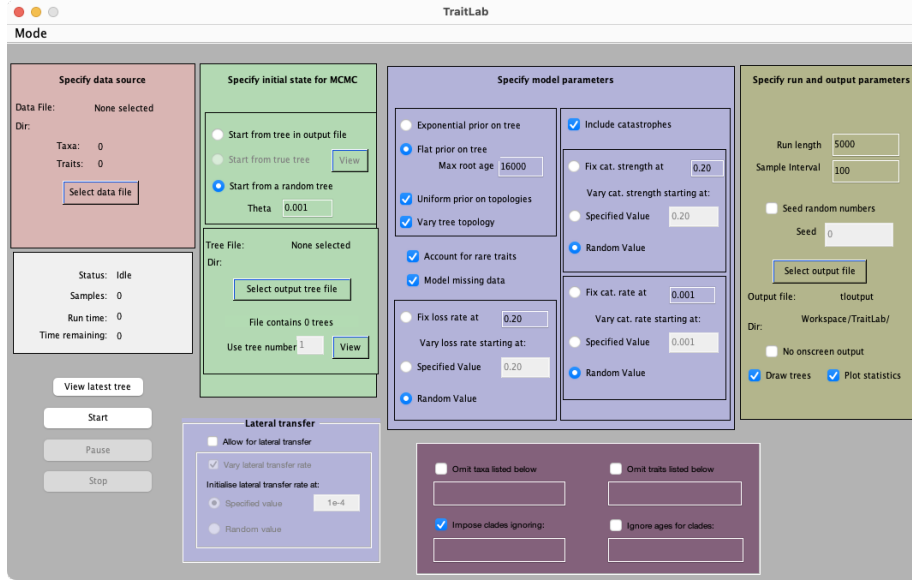 TraitLab
Mode
Specify data source
Data File: None selected
Dir:
Taxa: 0
Traits: 0
Select data file
Status: Idle
Samples: 0
Run time: 0
Time remaining: 0
View latest tree
Start
Pause
Stop
Specify initial state for MCMC
Start from tree in output file
Start from true tree View
Start from a random tree
Theta 0.001
Tree File: None selected
Dir:
Select output tree file
File contains 0 trees
Use tree number 1 View
Lateral transfer
Allow for lateral transfer
Vary lateral transfer rate
Initialise lateral transfer rate at:
Specified value 1e-4
Random value
Specify model parameters
Exponential prior on tree
Flat prior on tree
Max root age 16000
Uniform prior on topologies
Vary tree topology
Account for rare traits
Model missing data
Fix loss rate at 0.20
Vary loss rate starting at:
Specified Value 0.20
Random Value
Include catastrophes
Fix cat. strength at 0.20
Vary cat. strength starting at:
Specified Value 0.20
Random Value
Fix cat. rate at 0.001
Vary cat. rate starting at:
Specified Value 0.001
Random Value
Omit taxa listed below
Omit traits listed below
Impose clades ignoring:
Ignore ages for clades:
Specify run and output parameters
Run length 5000
Sample Interval 100
Seed random numbers
Seed 0
Select output file
Output file: tloutput
Dir: Workspace/TraitLab/
No onscreen output
Draw trees Plot statistics